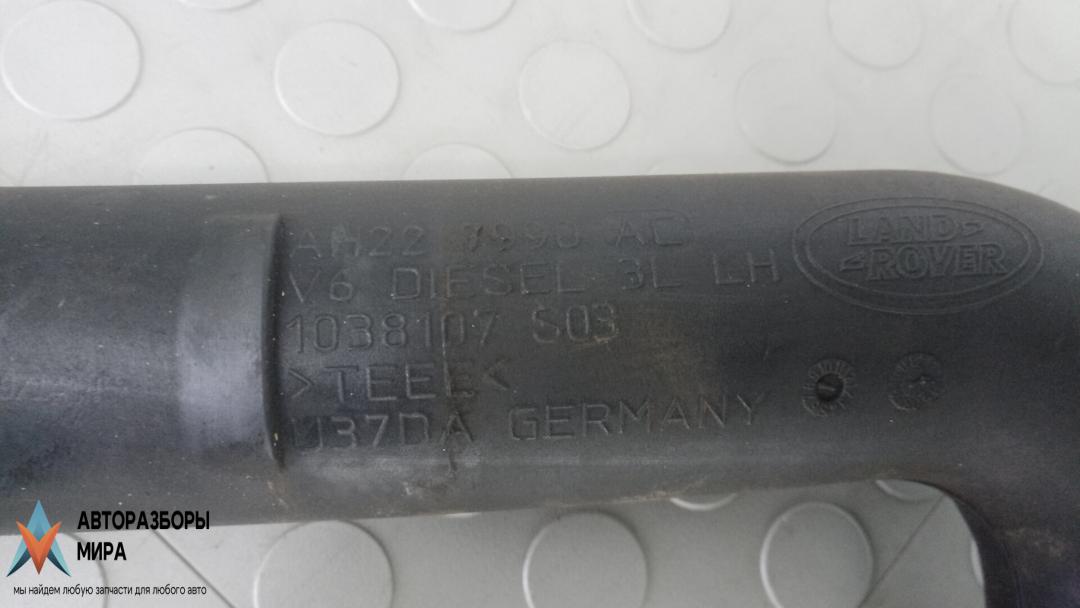 AH22 7890 AC
V6 DIESEL 3L LH
1038107 S03
>TEEE<
U37DA GERMANY
LAND
ROVER
АВТОРАЗБОРЫ
МИРА
мы найдем любую запчасти для любого авто